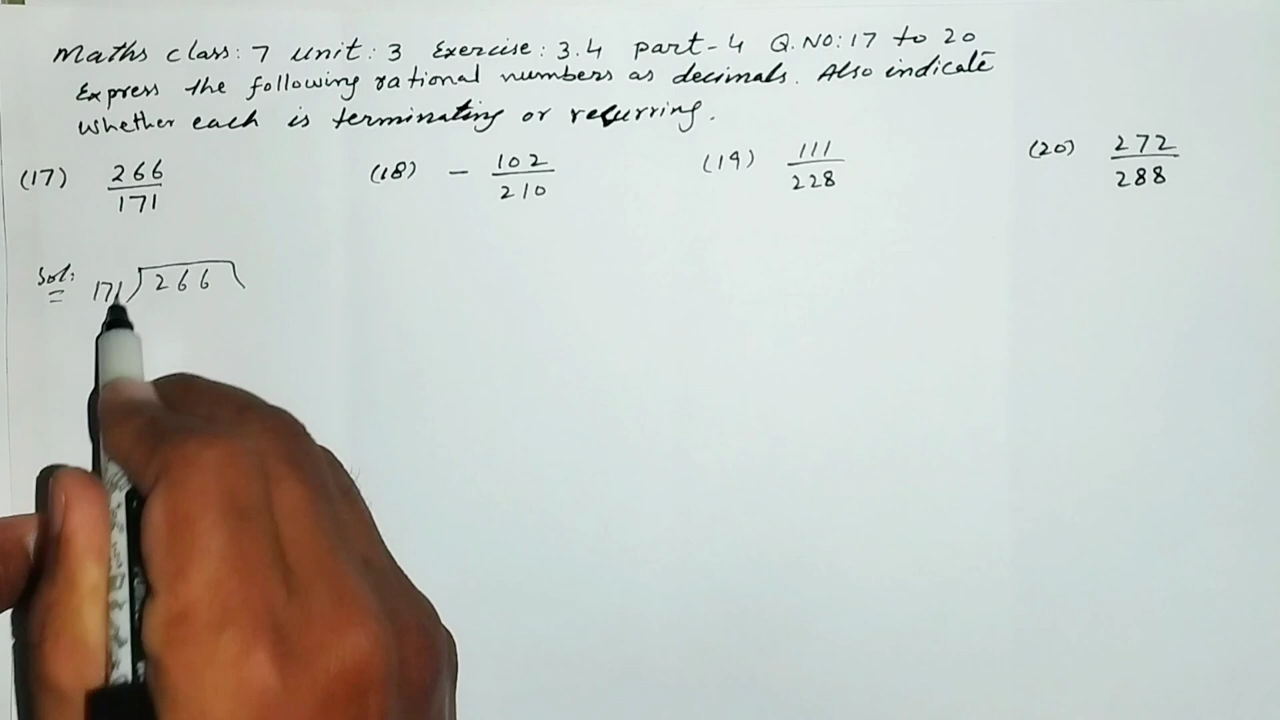 Maths class: 7 unit: 3 Exercise: 3.4 part-4 Q.NO: 17 to 20
Express the following rational numbers as decimals. Also indicate
whether each is terminating or recurring.
(17) 266/171 (18) - 102/210 (19) 111/228 (20) 272/288
Sol: 171)266